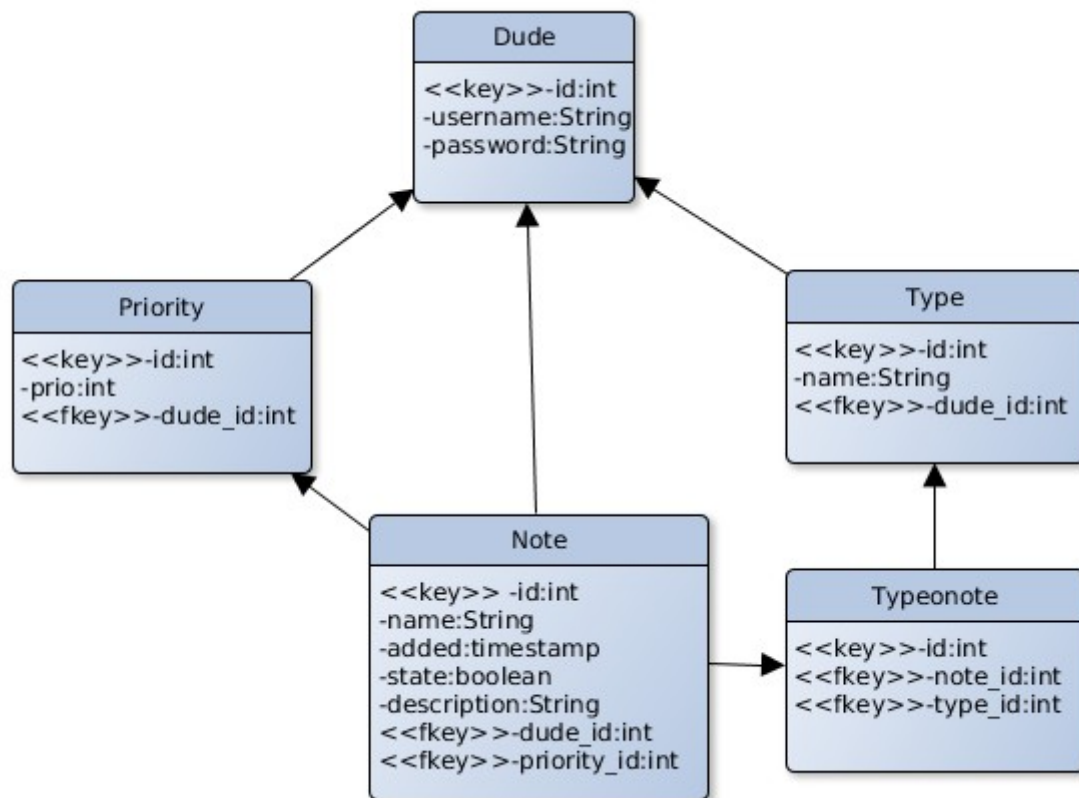 Dude
<<key>>-id:int
-username:String
-password:String
Priority
<<key>>-id:int
-prio:int
<<fkey>>-dude_id:int
Type
<<key>>-id:int
-name:String
<<fkey>>-dude_id:int
Note
<<key>> -id:int
-name:String
-added:timestamp
-state:boolean
-description:String
<<fkey>>-dude_id:int
<<fkey>>-priority_id:int
Typeonote
<<key>>-id:int
<<fkey>>-note_id:int
<<fkey>>-type_id:int